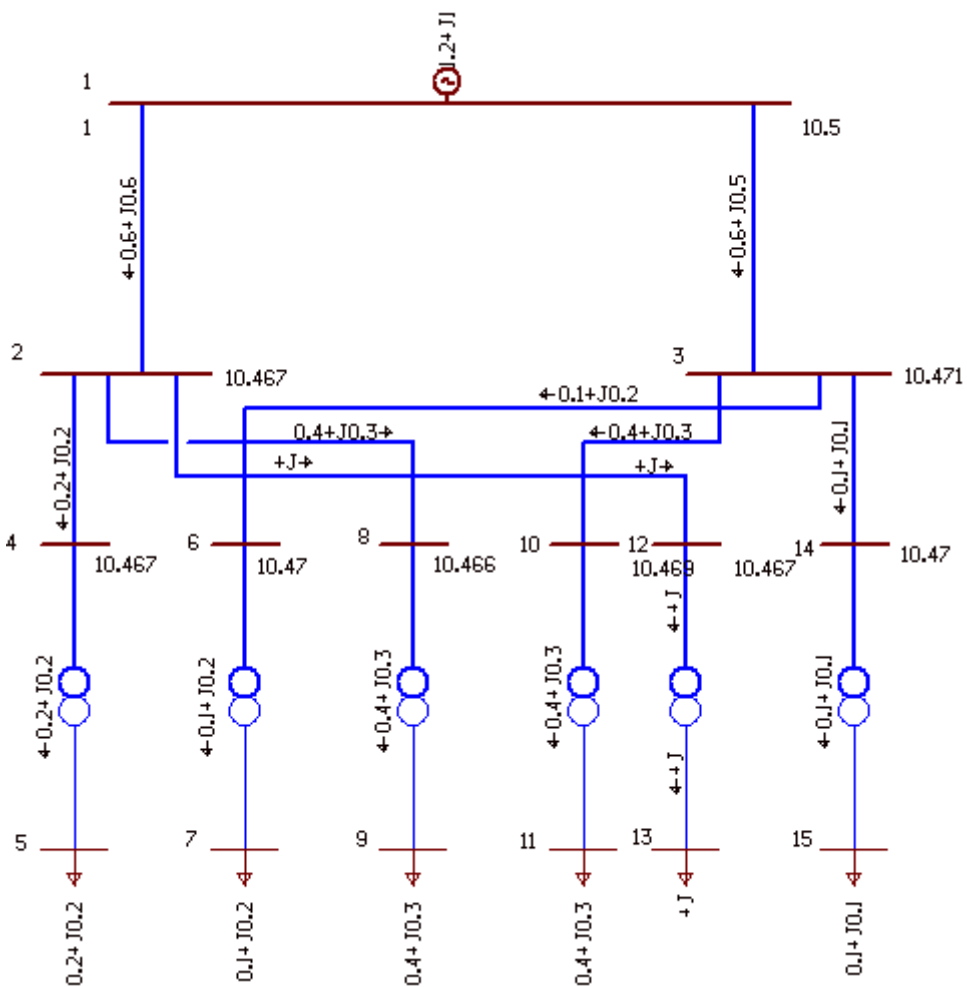 1.2+J1
1
1
10.5
←0.6+J0.6
←0.6+J0.5
2
10.467
3
10.471
←0.1+J0.2
0.4+J0.3→
←0.4+J0.3
+J→
+J→
←0.2+J0.2
←0.1+J0.1
4
10.467
6
10.47
8
10.466
10
10.469
12
10.467
14
10.47
←+J
←0.2+J0.2
←0.1+J0.2
←0.4+J0.3
←0.4+J0.3
←+J
←0.1+J0.1
5
7
9
11
13
15
0.2+J0.2
0.1+J0.2
0.4+J0.3
0.4+J0.3
+J
0.1+J0.1